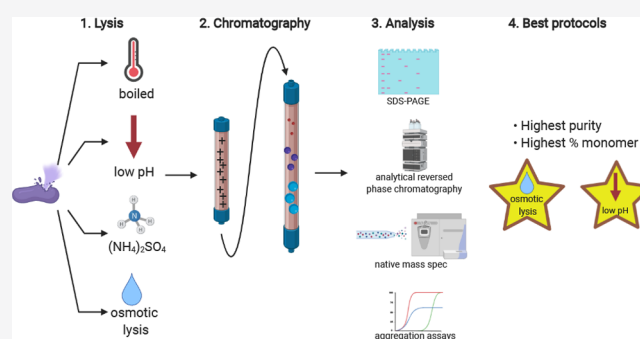 1. Lysis
2. Chromatography
3. Analysis
4. Best protocols
boiled
low pH
(NH₄)₂SO₄
osmotic
lysis
H
H
N
H
H
SDS-PAGE
analytical reversed
phase chromatography
native mass spec
aggregation assays
• Highest purity
• Highest % monomer
osmotic
lysis
low pH